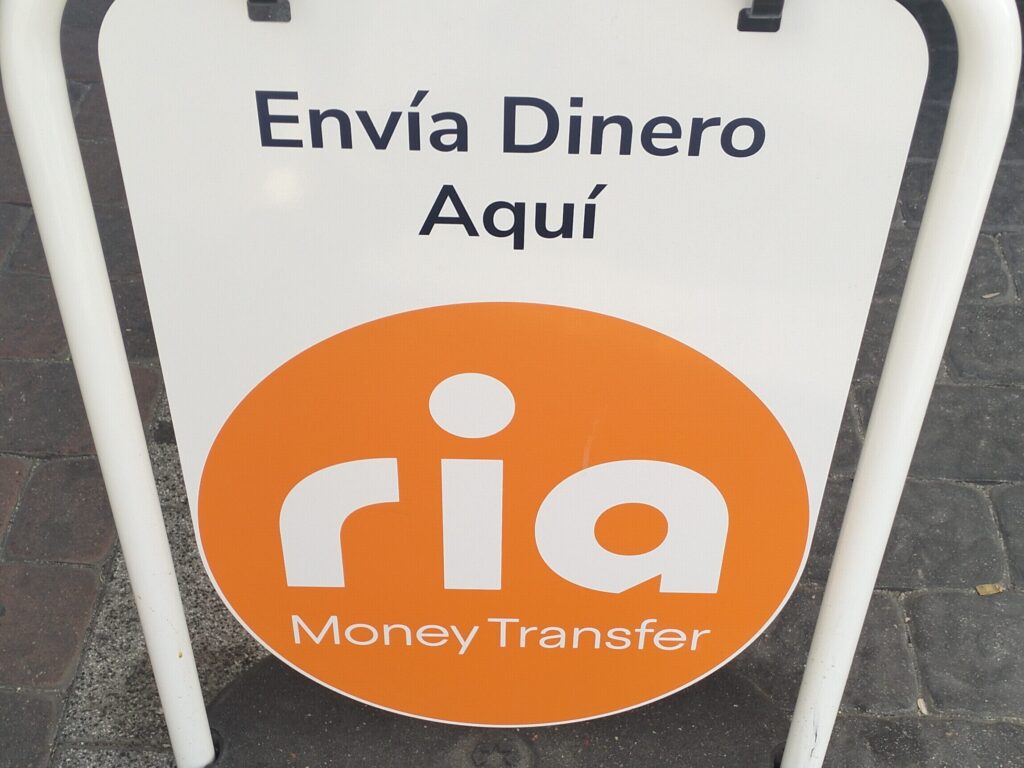 Envía Dinero
Aquí
ria
Money Transfer